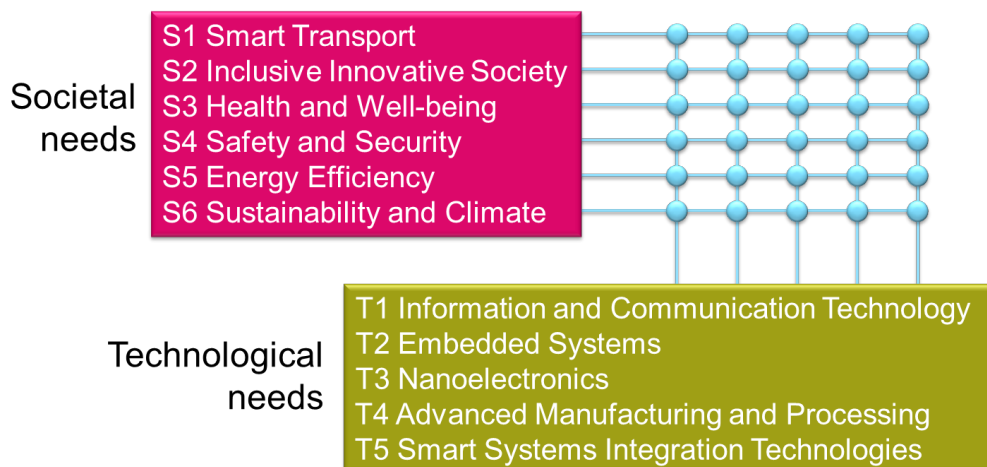 Societal
needs
S1 Smart Transport
S2 Inclusive Innovative Society
S3 Health and Well-being
S4 Safety and Security
S5 Energy Efficiency
S6 Sustainability and Climate
Technological
needs
T1 Information and Communication Technology
T2 Embedded Systems
T3 Nanoelectronics
T4 Advanced Manufacturing and Processing
T5 Smart Systems Integration Technologies